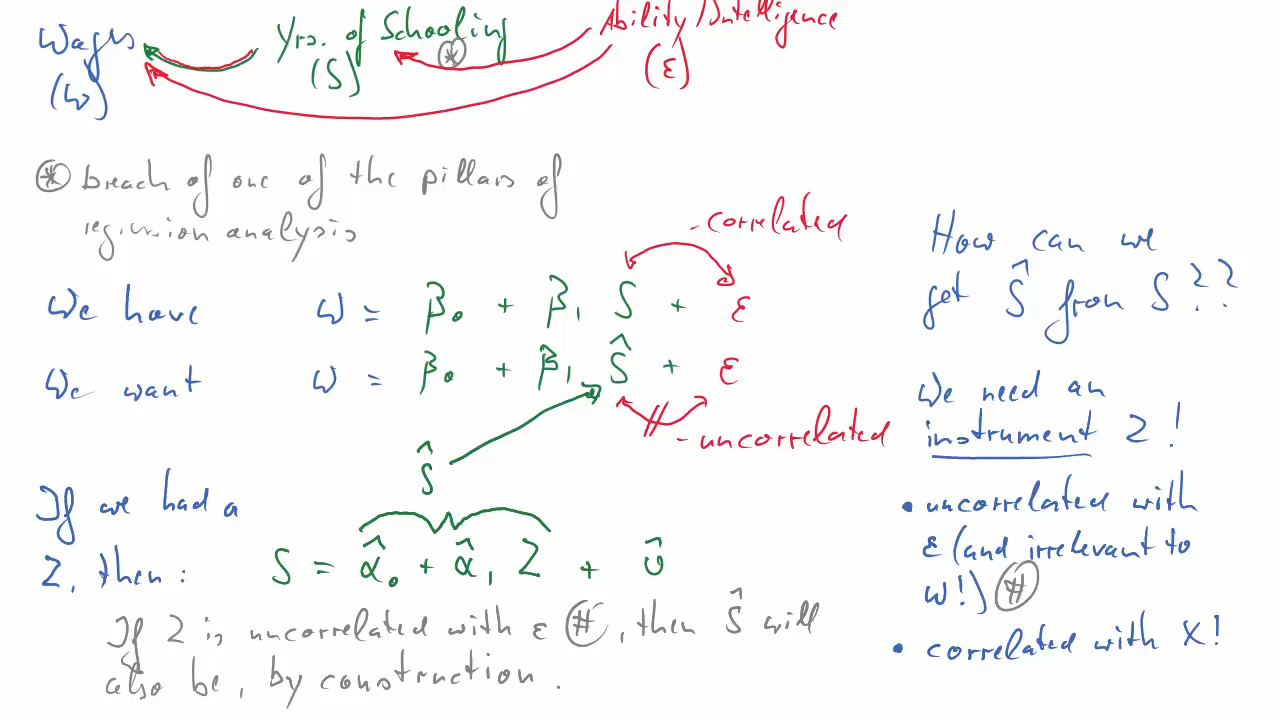 Wages Yrs. of Schooling Ability/Intelligence
(W) (S) * (ε)
* breach of one of the pillars of
regression analysis
- correlated
We have W = β₀ + β₁ S + ε
We want W = β₀ + β̂₁ Ŝ + ε
- uncorrelated
Ŝ
If we had a
Z, then: S = α̂₀ + α̂₁ Z + û
If Z is uncorrelated with ε #, then Ŝ will
also be, by construction.
How can we
get Ŝ from S??
We need an
instrument Z!
• uncorrelated with
ε (and irrelevant to
W!) #
• correlated with X!